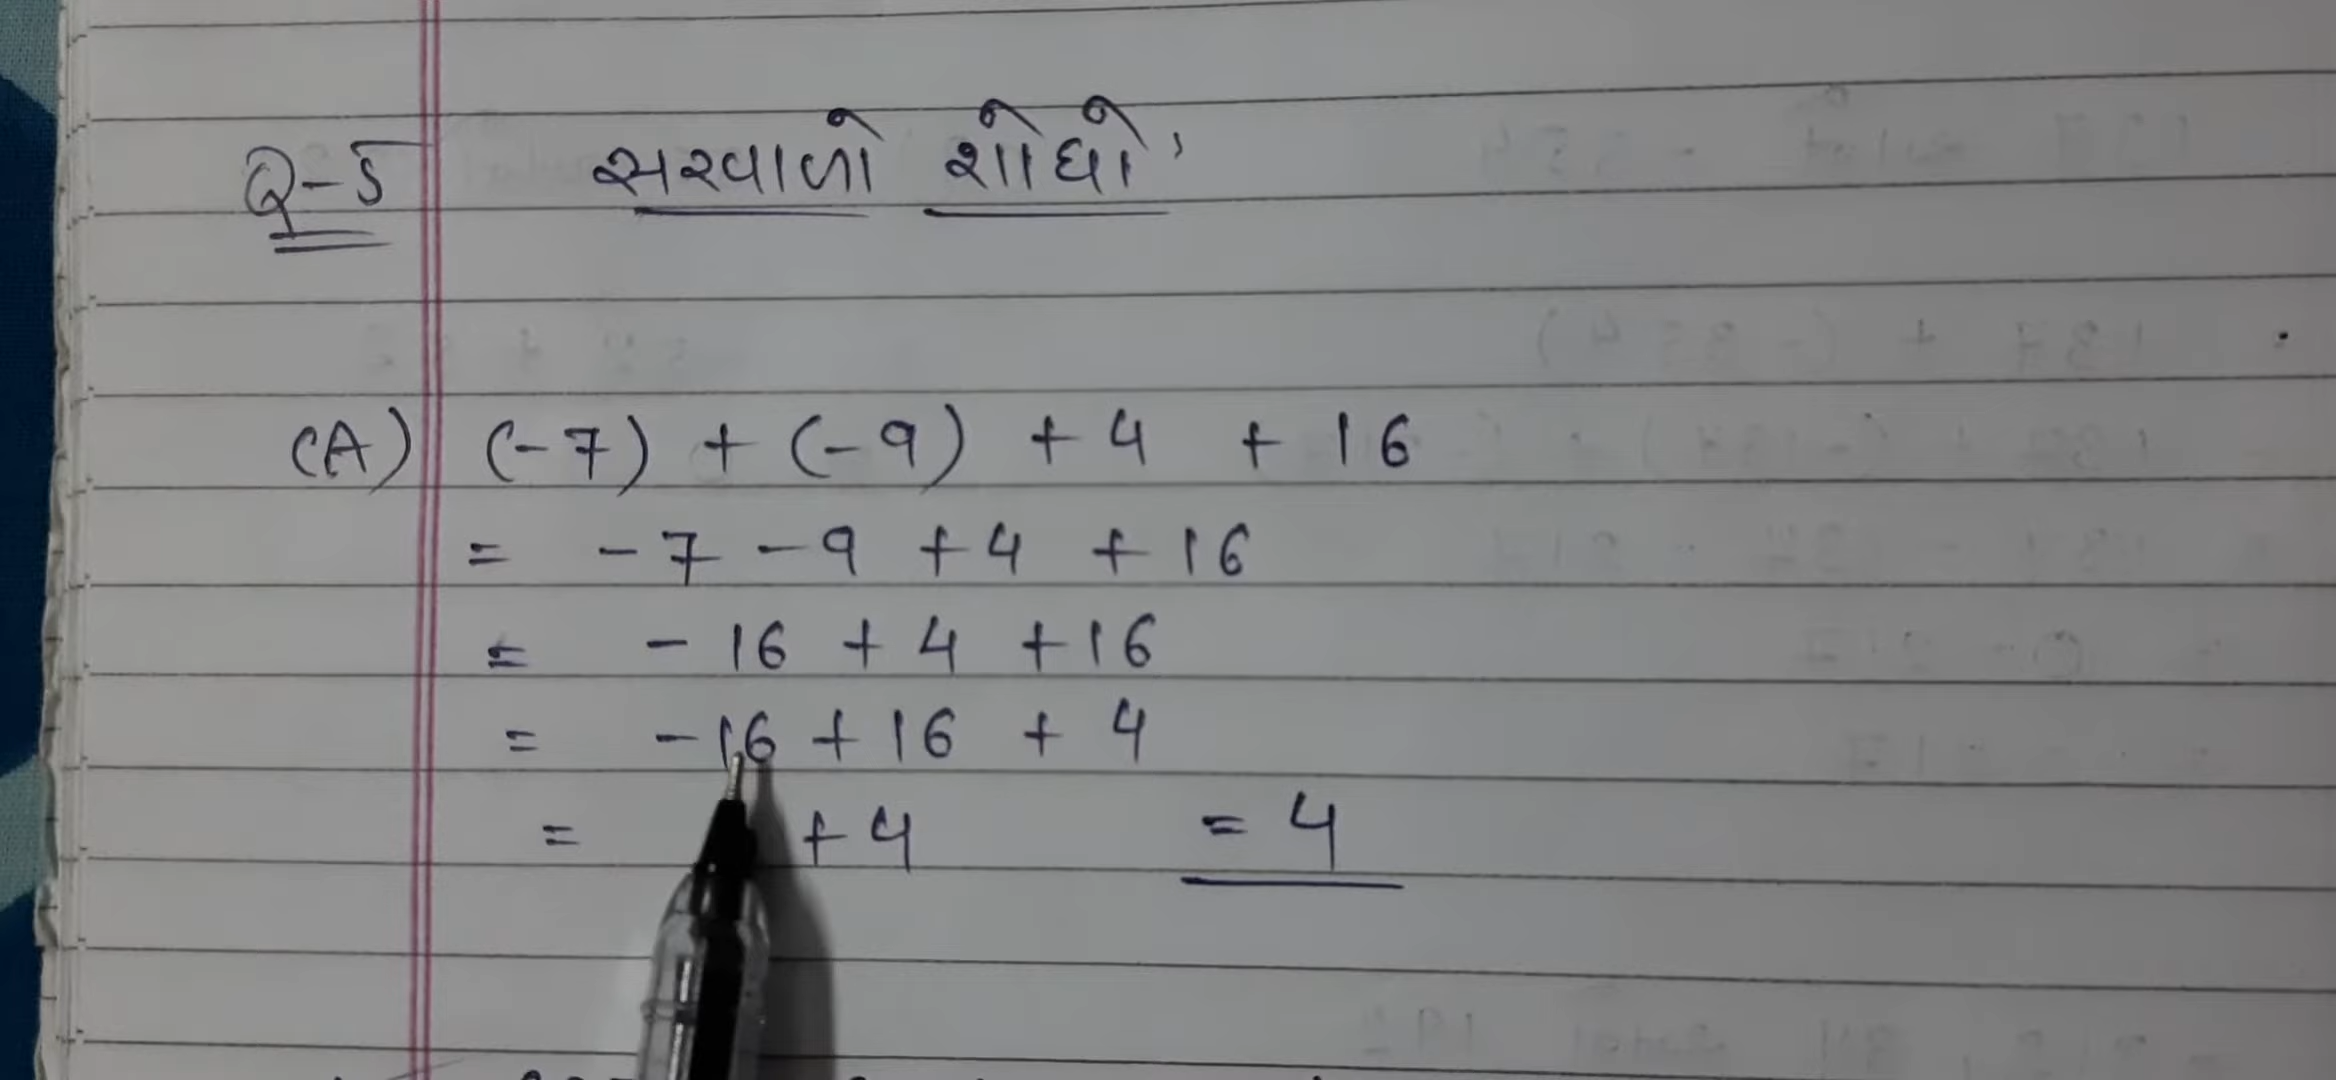 Q-5 સરવાળો શોધો,
(A) (-7) + (-9) + 4 + 16
= -7 -9 +4 +16
= -16 + 4 +16
= -16 + 16 + 4
= +4 = 4